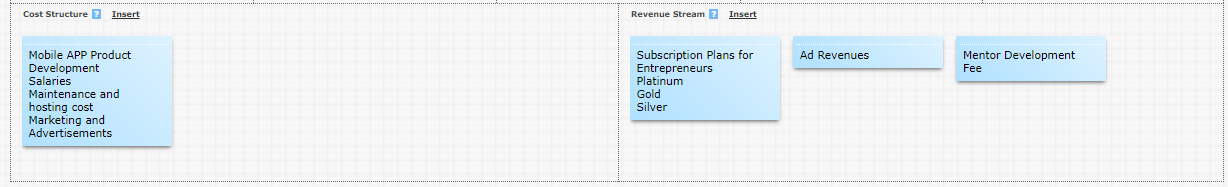 Cost Structure ? Insert
Mobile APP Product
Development
Salaries
Maintenance and
hosting cost
Marketing and
Advertisements
Revenue Stream ? Insert
Subscription Plans for
Entrepreneurs
Platinum
Gold
Silver
Ad Revenues
Mentor Development
Fee